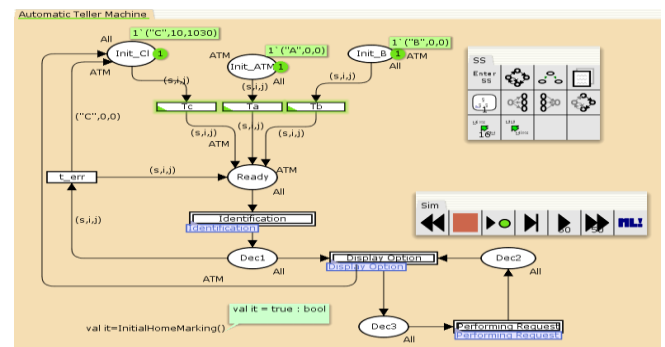 Automatic Teller Machine
1`("C",10,1030)
All
Init_Cl
1
ATM
ATM
1`("A",0,0)
Init_ATM
1
All
1`("B",0,0)
Init_B
1
ATM
All
(s,i,j)
(s,i,j)
(s,i,j)
Tc
Ta
Tb
("C",0,0)
(s,i,j)
(s,i,j)
(s,i,j)
ATM
t_err
(s,i,j)
ATM
Ready
All
Identification
Identification
(s,i,j)
Dec1
All
Display Option
Display Option
Dec2
All
ATM
val it = true : bool
val it=InitialHomeMarking()
Dec3
All
Performing Request
Performing Request
SS
Enter
SS
Sim
ML!